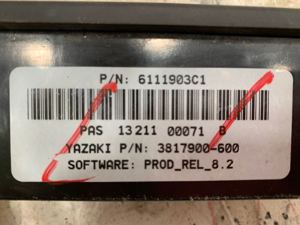 P/N: 6111903C1
PAS 13211 00071 B
YAZAKI P/N: 3817900-600
SOFTWARE: PROD_REL_8.2